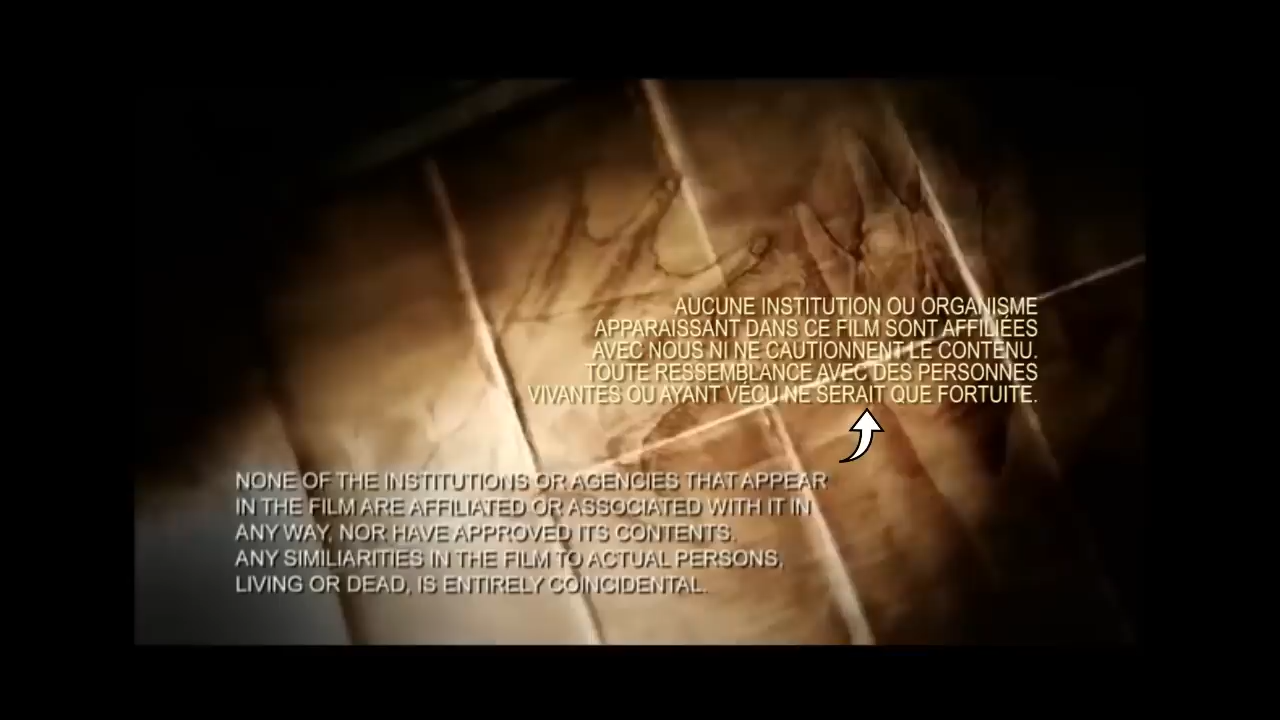 AUCUNE INSTITUTION OU ORGANISME
APPARAISSANT DANS CE FILM SONT AFFILIÉES
AVEC NOUS NI NE CAUTIONNENT LE CONTENU.
TOUTE RESSEMBLANCE AVEC DES PERSONNES
VIVANTES OU AYANT VÉCU NE SERAIT QUE FORTUITE.
NONE OF THE INSTITUTIONS OR AGENCIES THAT APPEAR
IN THE FILM ARE AFFILIATED OR ASSOCIATED WITH IT IN
ANY WAY, NOR HAVE APPROVED ITS CONTENTS.
ANY SIMILIARITIES IN THE FILM TO ACTUAL PERSONS,
LIVING OR DEAD, IS ENTIRELY COINCIDENTAL.